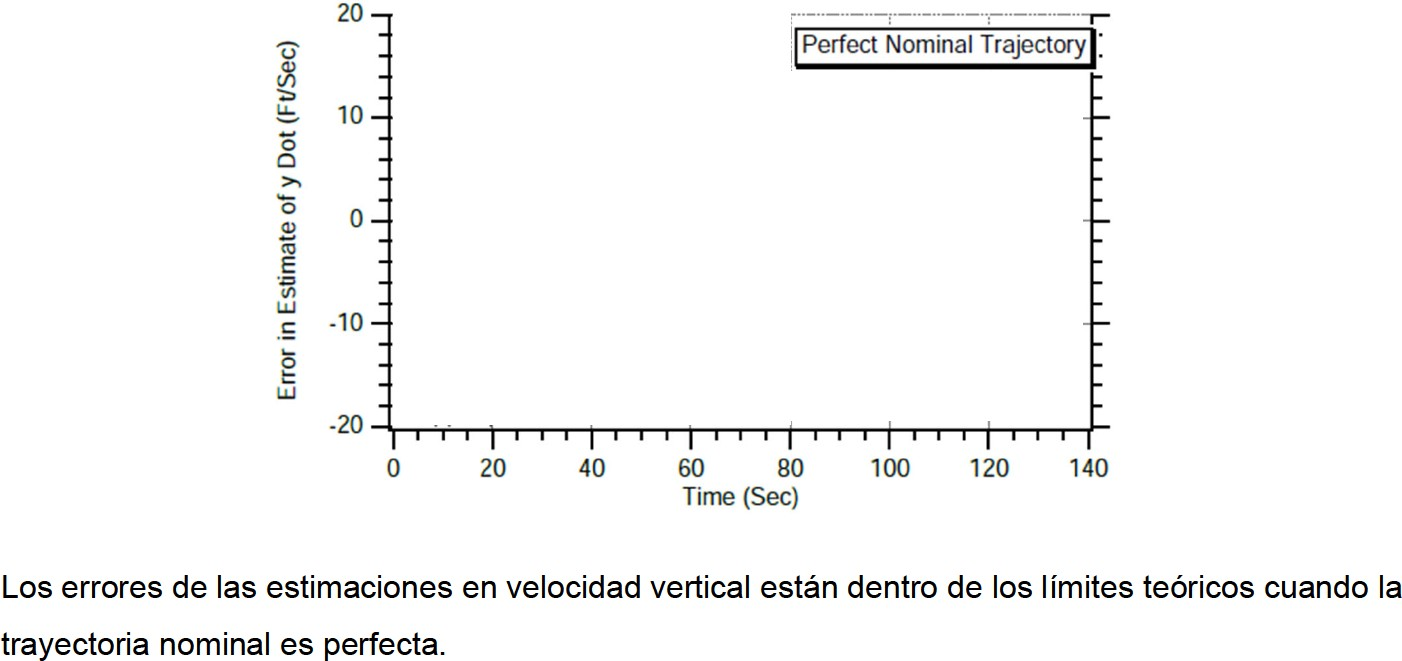 20
Perfect Nominal Trajectory
10
0
-10
-20
Error in Estimate of y Dot (Ft/Sec)
0 20 40 60 80 100 120 140
Time (Sec)
Los errores de las estimaciones en velocidad vertical están dentro de los límites teóricos cuando la
trayectoria nominal es perfecta.